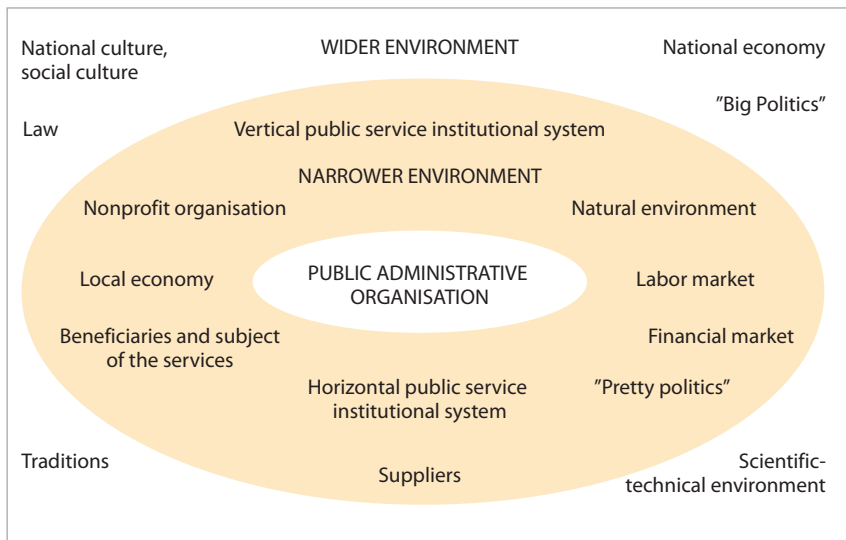 National culture,
social culture
WIDER ENVIRONMENT
National economy
”Big Politics”
Law
Vertical public service institutional system
NARROWER ENVIRONMENT
Nonprofit organisation
Natural environment
Local economy
PUBLIC ADMINISTRATIVE
ORGANISATION
Labor market
Beneficiaries and subject
of the services
Financial market
Horizontal public service
institutional system
”Pretty politics”
Traditions
Suppliers
Scientific-
technical environment